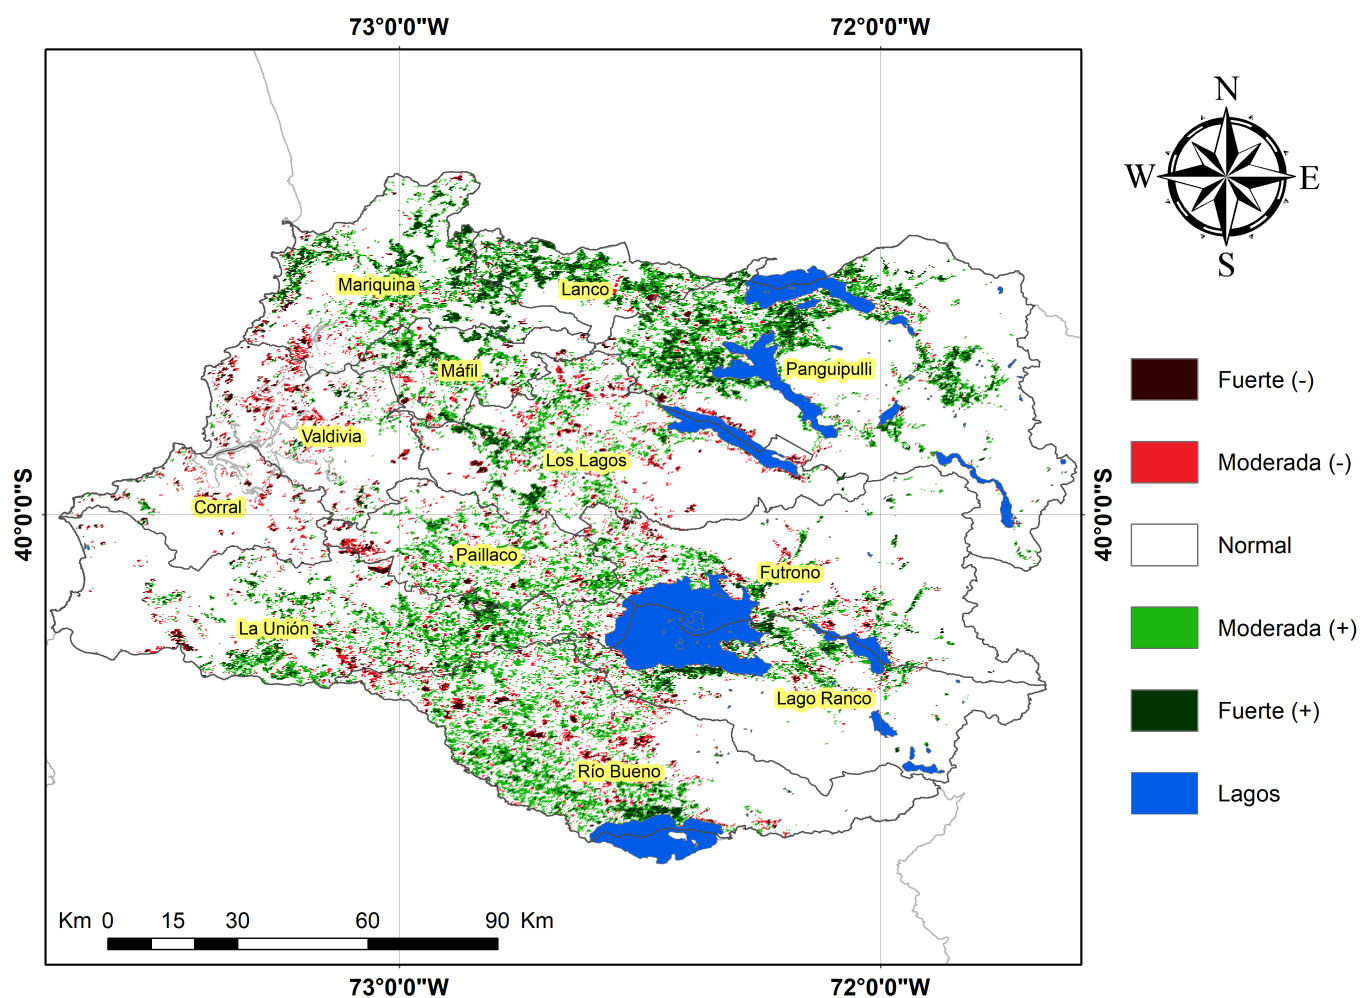 73°0'0"W 72°0'0"W
N
W E
S
Mariquina
Lanco
Máfil
Panguipulli
Valdivia
Los Lagos
Corral
40°0'0"S 40°0'0"S
Paillaco
Futrono
La Unión
Lago Ranco
Río Bueno
Fuerte (-)
Moderada (-)
Normal
Moderada (+)
Fuerte (+)
Lagos
Km 0 15 30 60 90 Km
73°0'0"W 72°0'0"W